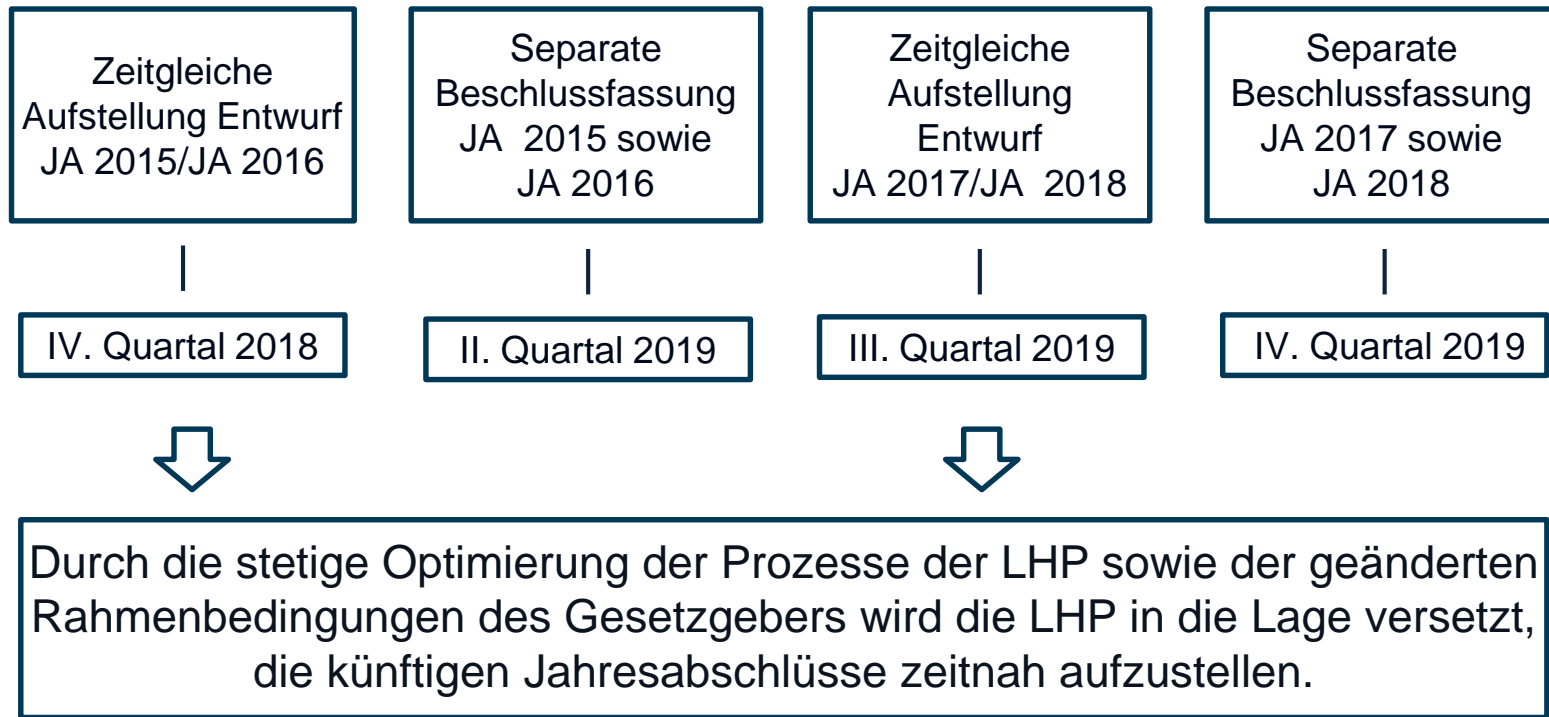 Zeitgleiche
Aufstellung Entwurf
JA 2015/JA 2016
Separate
Beschlussfassung
JA 2015 sowie
JA 2016
Zeitgleiche
Aufstellung
Entwurf
JA 2017/JA 2018
Separate
Beschlussfassung
JA 2017 sowie
JA 2018
IV. Quartal 2018
II. Quartal 2019
III. Quartal 2019
IV. Quartal 2019
Durch die stetige Optimierung der Prozesse der LHP sowie der geänderten
Rahmenbedingungen des Gesetzgebers wird die LHP in die Lage versetzt,
die künftigen Jahresabschlüsse zeitnah aufzustellen.